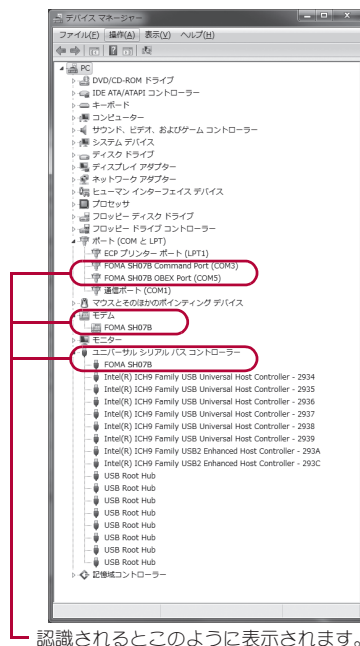 デバイス マネージャー
ファイル(F) 操作(A) 表示(V) ヘルプ(H)
PC
DVD/CD-ROM ドライブ
IDE ATA/ATAPI コントローラー
キーボード
コンピューター
サウンド、ビデオ、およびゲーム コントローラー
システム デバイス
ディスク ドライブ
ディスプレイ アダプター
ネットワーク アダプター
ヒューマン インターフェイス デバイス
プロセッサ
フロッピー ディスク ドライブ
フロッピー ドライブ コントローラー
ポート (COM と LPT)
ECP プリンター ポート (LPT1)
FOMA SH07B Command Port (COM3)
FOMA SH07B OBEX Port (COM5)
通信ポート (COM1)
マウスとそのほかのポインティング デバイス
モデム
FOMA SH07B
モニター
ユニバーサル シリアル バス コントローラー
FOMA SH07B
Intel(R) ICH9 Family USB Universal Host Controller - 2934
Intel(R) ICH9 Family USB Universal Host Controller - 2935
Intel(R) ICH9 Family USB Universal Host Controller - 2936
Intel(R) ICH9 Family USB Universal Host Controller - 2937
Intel(R) ICH9 Family USB Universal Host Controller - 2938
Intel(R) ICH9 Family USB Universal Host Controller - 2939
Intel(R) ICH9 Family USB2 Enhanced Host Controller - 293A
Intel(R) ICH9 Family USB2 Enhanced Host Controller - 293C
USB Root Hub
USB Root Hub
USB Root Hub
USB Root Hub
USB Root Hub
USB Root Hub
USB Root Hub
USB Root Hub
記憶域コントローラー
認識されるとこのように表示されます。